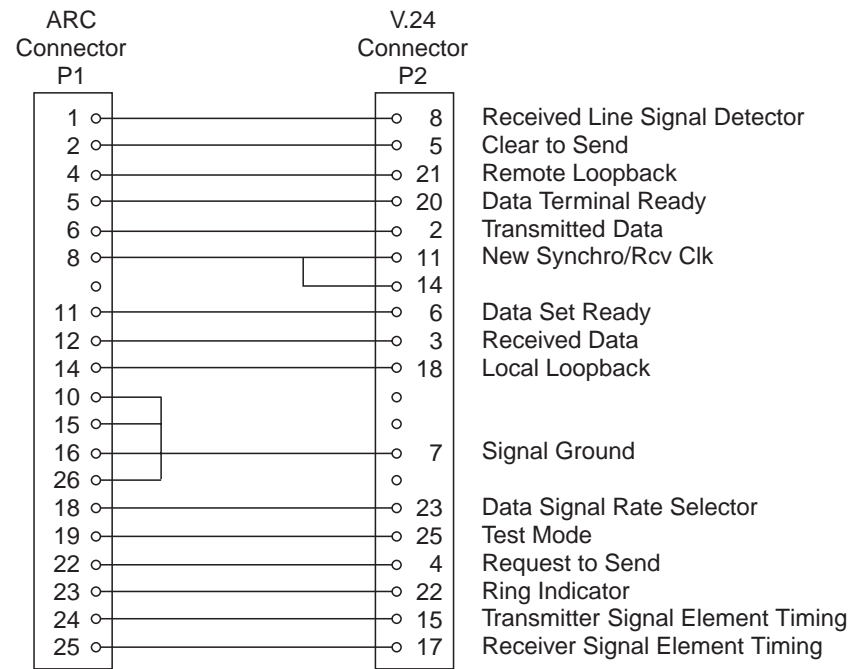 ARC Connector P1 V.24 Connector P2
1 8 Received Line Signal Detector
2 5 Clear to Send
4 21 Remote Loopback
5 20 Data Terminal Ready
6 2 Transmitted Data
8 11 New Synchro/Rcv Clk
14
11 6 Data Set Ready
12 3 Received Data
14 18 Local Loopback
10
15
16 7 Signal Ground
26
18 23 Data Signal Rate Selector
19 25 Test Mode
22 4 Request to Send
23 22 Ring Indicator
24 15 Transmitter Signal Element Timing
25 17 Receiver Signal Element Timing